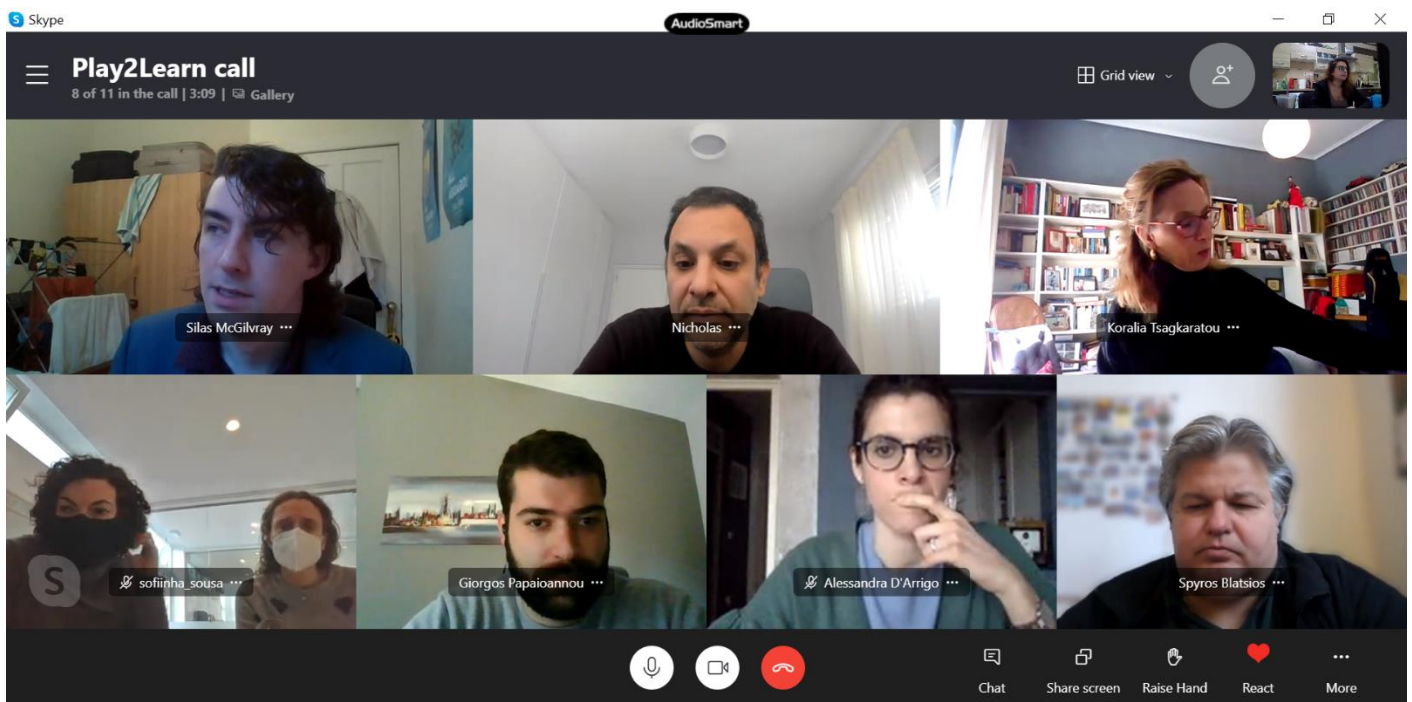 Skype
AudioSmart
Play2Learn call
8 of 11 in the call | 3:09 | Gallery
Grid view
Silas McGilvray ···
Nicholas ···
Koralia Tsagkaratou ···
sofiinha_sousa ···
Giorgos Papaioannou ···
Alessandra D'Arrigo ···
Spyros Blatsios ···
Chat
Share screen
Raise Hand
React
More